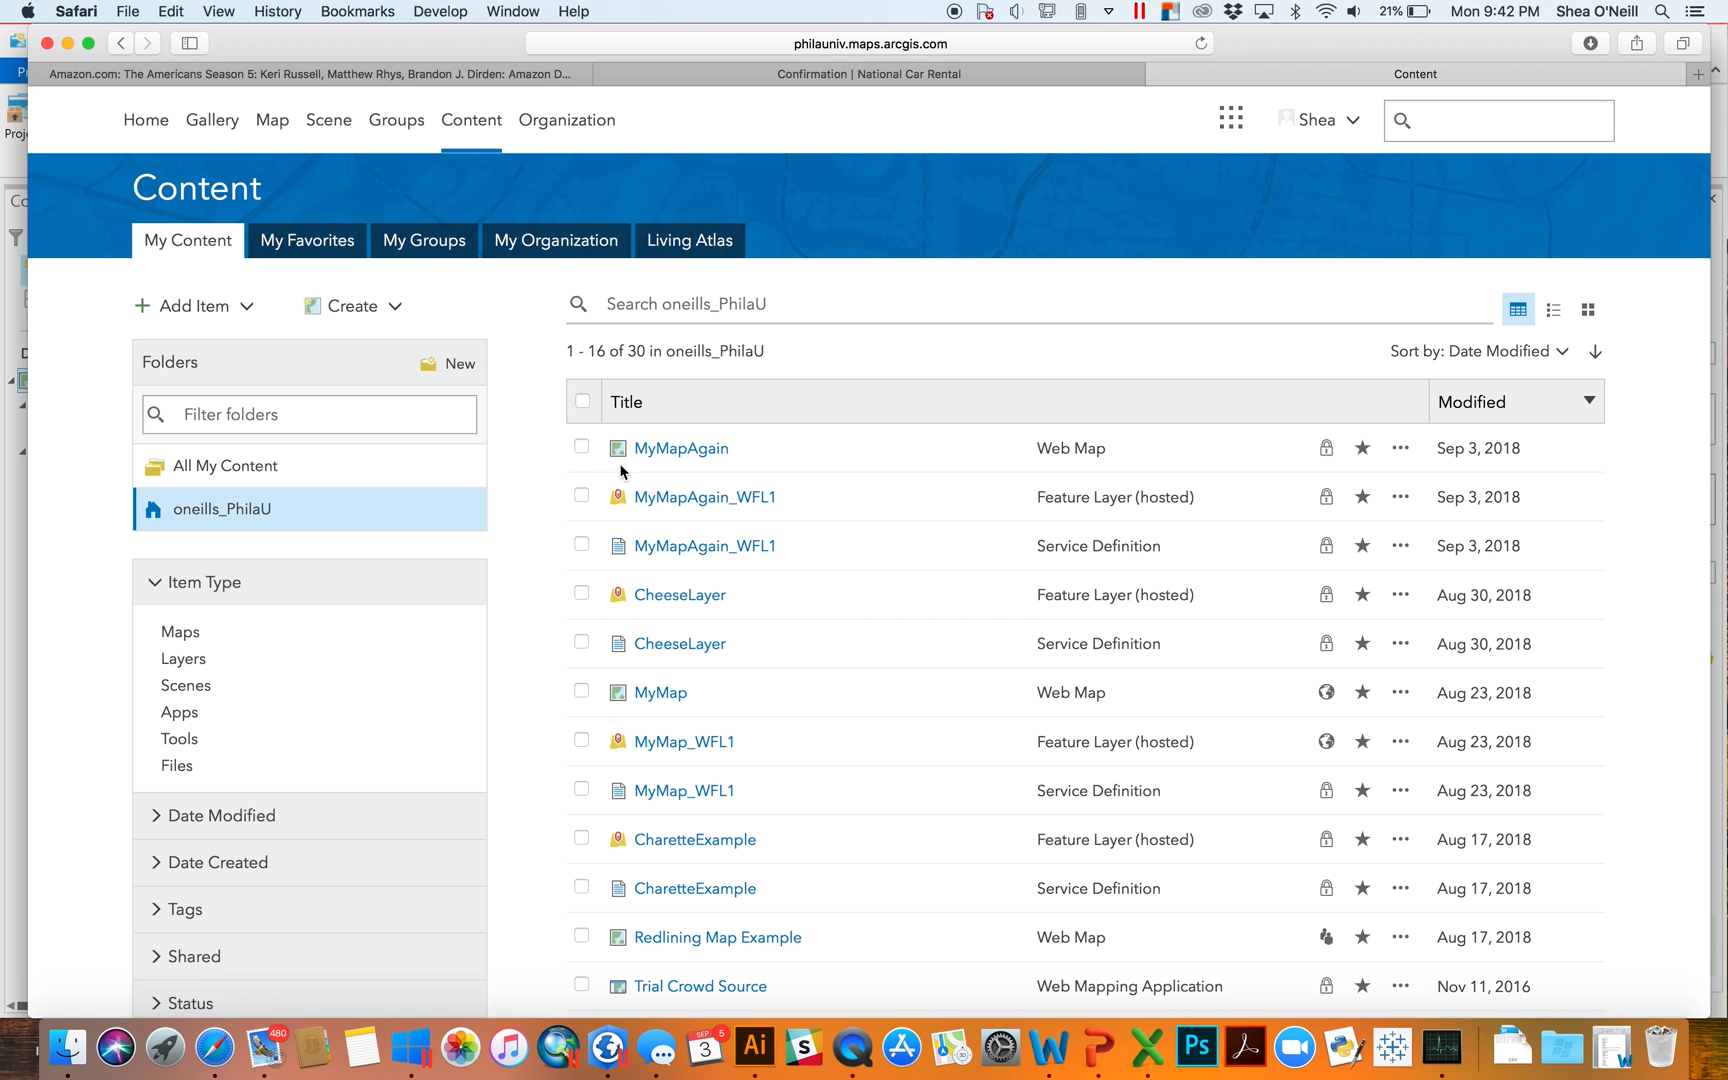 Safari File Edit View History Bookmarks Develop Window Help 21% Mon 9:42 PM Shea O'Neill
philauniv.maps.arcgis.com
Amazon.com: The Americans Season 5: Keri Russell, Matthew Rhys, Brandon J. Dirden: Amazon D... Confirmation | National Car Rental Content
Home Gallery Map Scene Groups Content Organization Shea
Content
My Content My Favorites My Groups My Organization Living Atlas
Add Item Create Search oneills_PhilaU
1 - 16 of 30 in oneills_PhilaU Sort by: Date Modified
Folders New
Filter folders
All My Content
oneills_PhilaU
Item Type
Maps
Layers
Scenes
Apps
Tools
Files
Date Modified
Date Created
Tags
Shared
Status
Title Modified
MyMapAgain Web Map Sep 3, 2018
MyMapAgain_WFL1 Feature Layer (hosted) Sep 3, 2018
MyMapAgain_WFL1 Service Definition Sep 3, 2018
CheeseLayer Feature Layer (hosted) Aug 30, 2018
CheeseLayer Service Definition Aug 30, 2018
MyMap Web Map Aug 23, 2018
MyMap_WFL1 Feature Layer (hosted) Aug 23, 2018
MyMap_WFL1 Service Definition Aug 23, 2018
CharetteExample Feature Layer (hosted) Aug 17, 2018
CharetteExample Service Definition Aug 17, 2018
Redlining Map Example Web Map Aug 17, 2018
Trial Crowd Source Web Mapping Application Nov 11, 2016
480
SEP 3
5
Ai
Ps